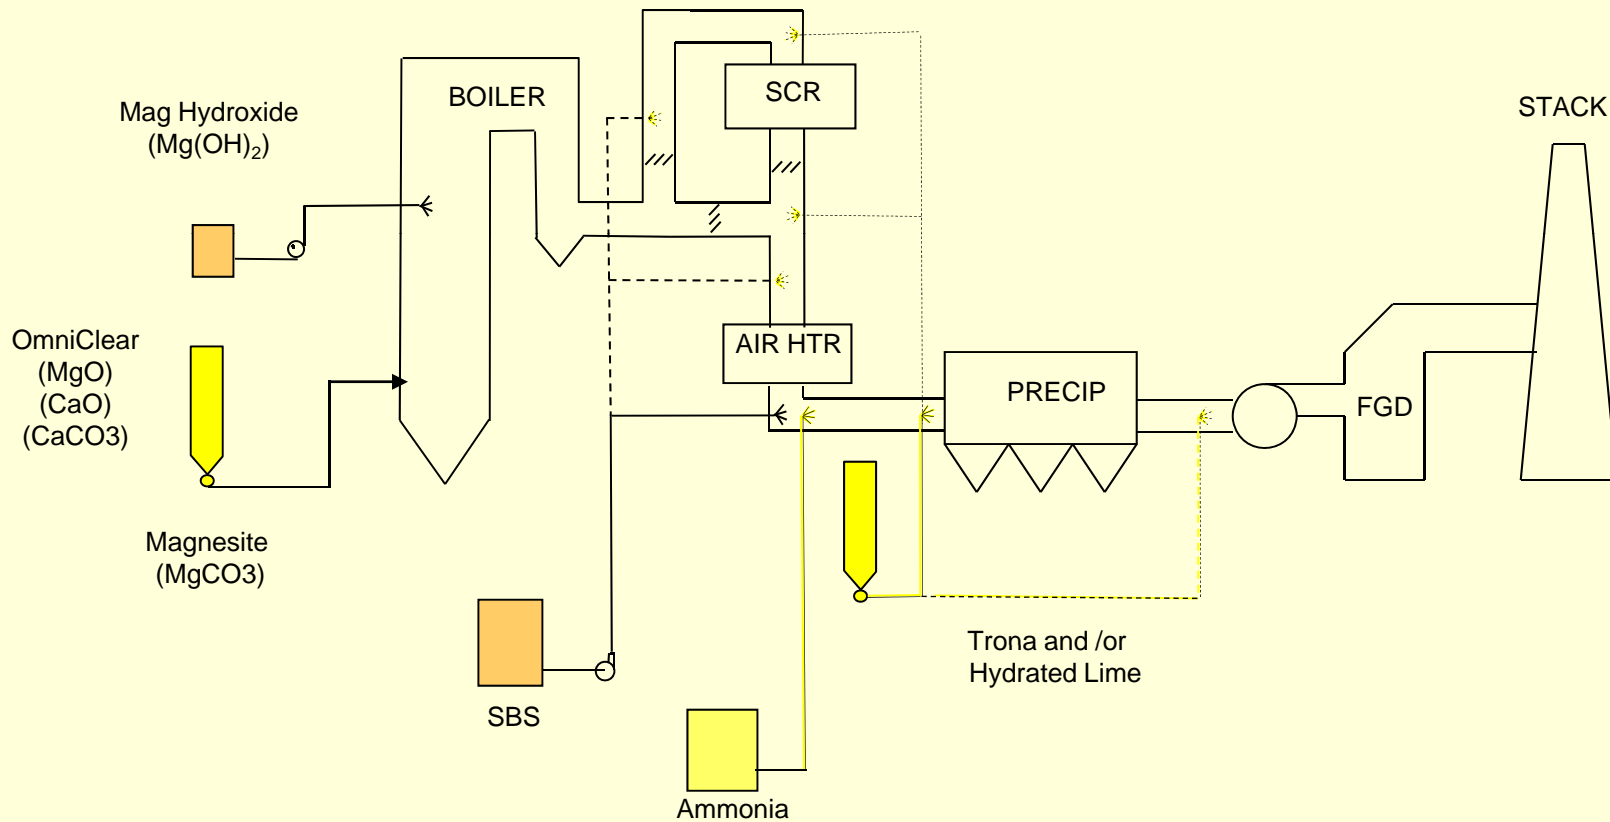 BOILER
SCR
STACK
Mag Hydroxide
(Mg(OH)₂)
OmniClear
(MgO)
(CaO)
(CaCO3)
AIR HTR
PRECIP
FGD
Magnesite
(MgCO3)
Trona and /or
Hydrated Lime
SBS
Ammonia